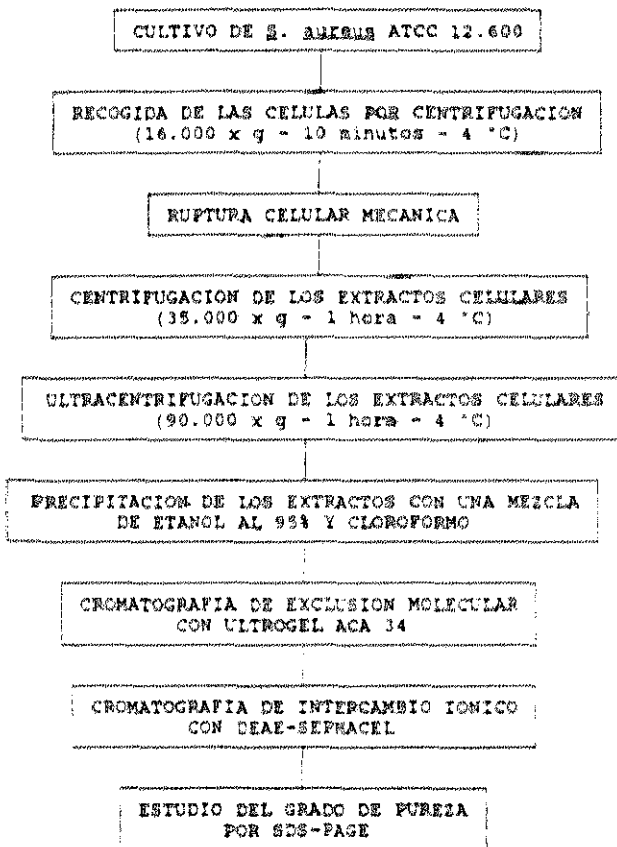 CULTIVO DE S. aureus ATCC 12.600
RECOGIDA DE LAS CELULAS POR CENTRIFUGACION
(16.000 x g - 10 minutos - 4 °C)
RUPTURA CELULAR MECANICA
CENTRIFUGACION DE LOS EXTRACTOS CELULARES
(35.000 x g - 1 hora - 4 °C)
ULTRACENTRIFUGACION DE LOS EXTRACTOS CELULARES
(90.000 x g - 1 hora - 4 °C)
PRECIPITACION DE LOS EXTRACTOS CON UNA MEZCLA
DE ETANOL AL 95% Y CLOROFORMO
CROMATOGRAFIA DE EXCLUSION MOLECULAR
CON ULTROGEL ACA 34
CROMATOGRAFIA DE INTERCAMBIO IONICO
CON DEAE-SEPHACEL
ESTUDIO DEL GRADO DE PUREZA
POR SDS-PAGE